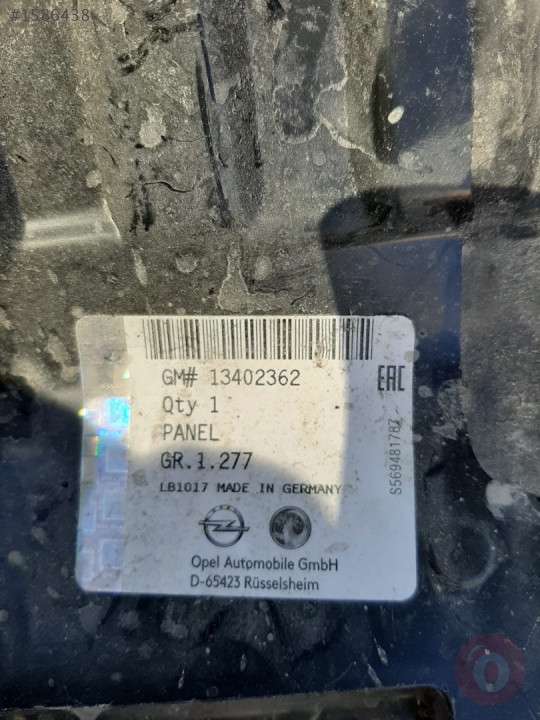 #1586438
GM# 13402362
EAC
Qty 1
PANEL
GR.1.277
LB1017 MADE IN GERMANY
S569481787
Opel Automobile GmbH
D-65423 Rüsselsheim